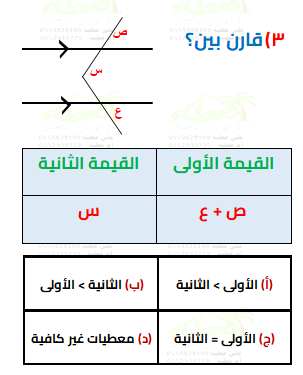 ٣) قارن بين؟
ص
س
ع
القيمة الأولى القيمة الثانية
ص + ع س
(أ) الأولى > الثانية (ب) الثانية > الأولى
(ج) الأولى = الثانية (د) معطيات غير كافية